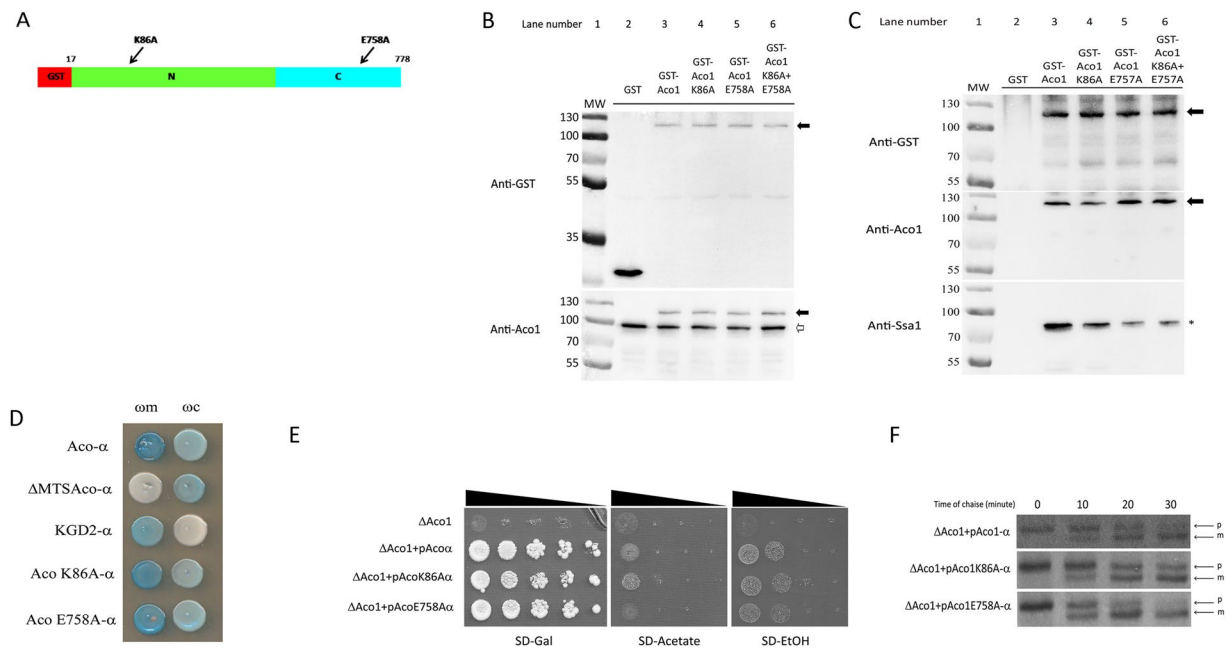 A
K86A
E758A
17
778
GST
N
C
B
Lane number 1 2 3 4 5 6
MW
GST
GST-
Aco1
GST-
Aco1
K86A
GST-
Aco1
E758A
GST-
Aco1
K86A+
E758A
130
100
70
55
35
Anti-GST
130
100
70
55
Anti-Aco1
C
Lane number 1 2 3 4 5 6
MW
GST
GST-
Aco1
GST-
Aco1
K86A
GST-
Aco1
E757A
GST-
Aco1
K86A+
E757A
130
100
70
55
Anti-GST
130
100
70
55
Anti-Aco1
130
100
70
55
Anti-Ssa1
*
D
ωm ωc
Aco-α
ΔMTSAco-α
KGD2-α
Aco K86A-α
Aco E758A-α
E
ΔAco1
ΔAco1+pAcoα
ΔAco1+pAcoK86Aα
ΔAco1+pAcoE758Aα
SD-Gal SD-Acetate SD-EtOH
F
Time of chaise (minute) 0 10 20 30
ΔAco1+pAco1-α
p
m
ΔAco1+pAco1K86A-α
p
m
ΔAco1+pAco1E758A-α
p
m